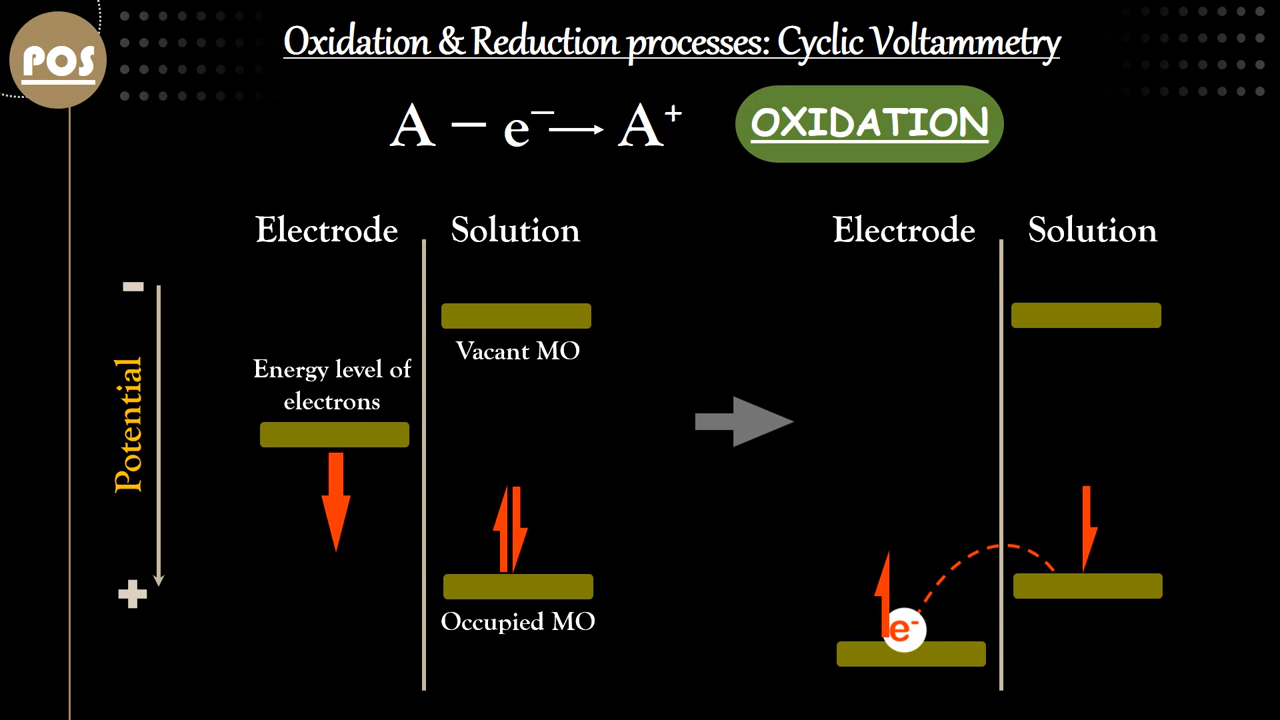 POS
Oxidation & Reduction processes: Cyclic Voltammetry
A − e⁻ → A⁺
OXIDATION
Electrode
Solution
Electrode
Solution
-
Vacant MO
Energy level of
electrons
Potential
+
Occupied MO
e⁻